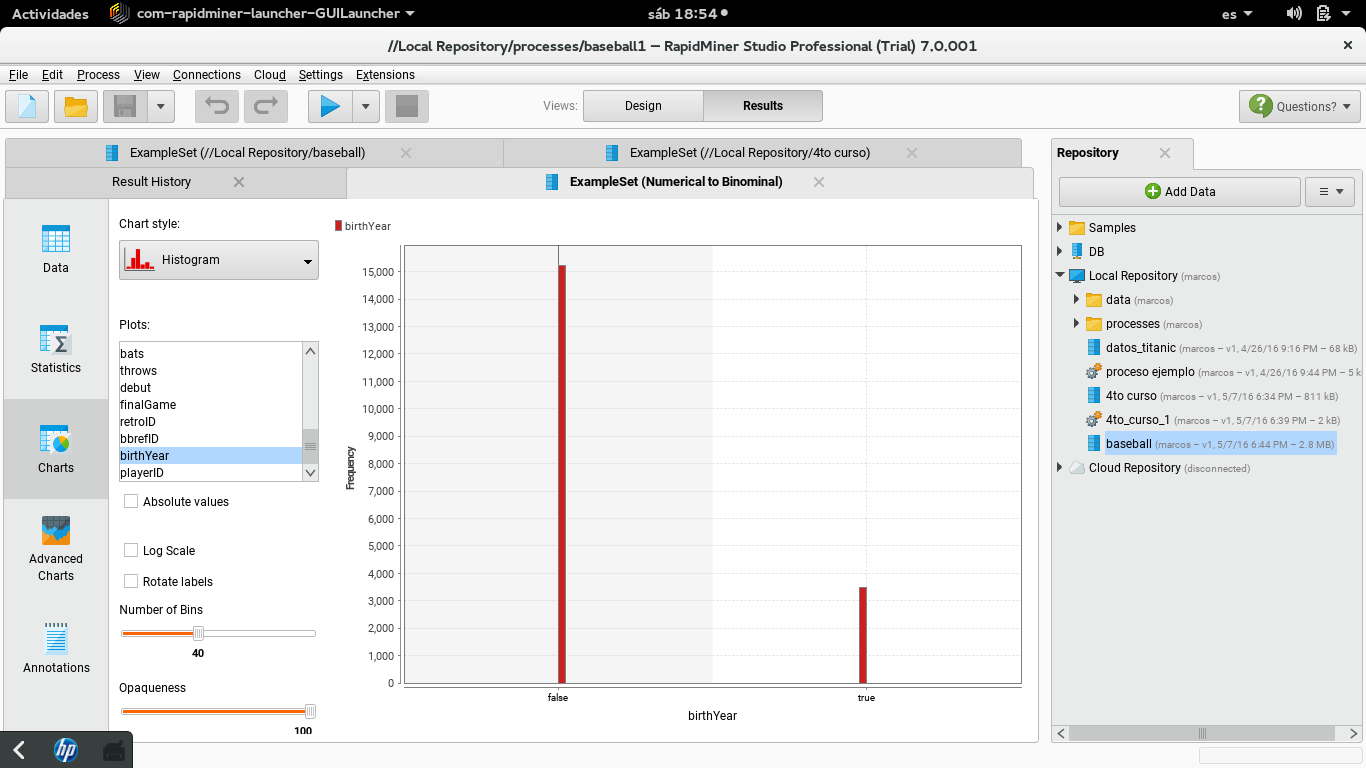 Actividades com-rapidminer-launcher-GUILauncher sáb 18:54 es
//Local Repository/processes/baseball1 – RapidMiner Studio Professional (Trial) 7.0.001
File Edit Process View Connections Cloud Settings Extensions
Views: Design Results Questions?
ExampleSet (//Local Repository/baseball) ExampleSet (//Local Repository/4to curso)
Result History ExampleSet (Numerical to Binominal)
Data
Statistics
Charts
Advanced
Charts
Annotations
Chart style:
Histogram
Plots:
bats
throws
debut
finalGame
retroID
bbrefID
birthYear
playerID
Absolute values
Log Scale
Rotate labels
Number of Bins
40
Opaqueness
100
birthYear
Frequency
15,000
14,000
13,000
12,000
11,000
10,000
9,000
8,000
7,000
6,000
5,000
4,000
3,000
2,000
1,000
0
false true
birthYear
Repository
Add Data
Samples
DB
Local Repository (marcos)
data (marcos)
processes (marcos)
datos_titanic (marcos – v1, 4/26/16 9:16 PM – 68 kB)
proceso ejemplo (marcos – v1, 4/26/16 9:44 PM – 5 k
4to curso (marcos – v1, 5/7/16 6:34 PM – 811 kB)
4to_curso_1 (marcos – v1, 5/7/16 6:39 PM – 2 kB)
baseball (marcos – v1, 5/7/16 6:44 PM – 2.8 MB)
Cloud Repository (disconnected)
hp